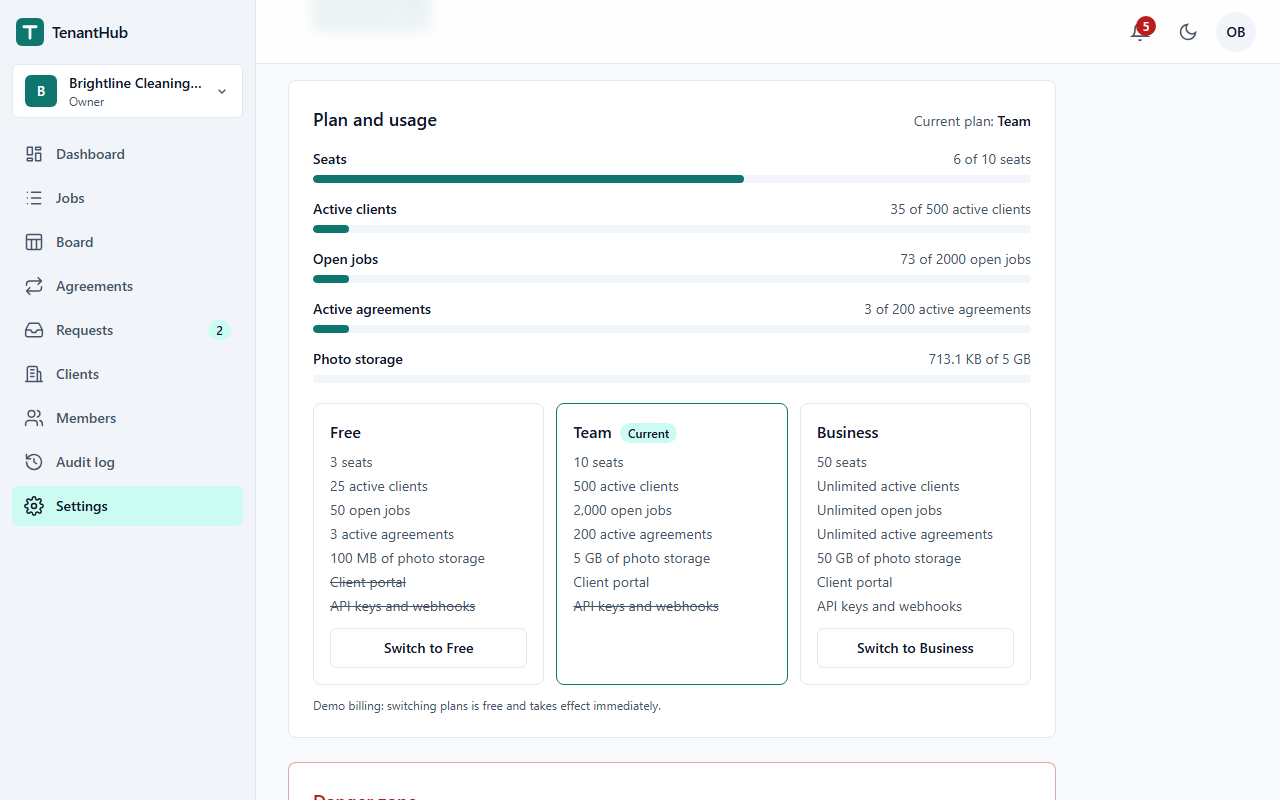 TenantHub
5
OB
B
Brightline Cleaning...
Owner
Dashboard
Jobs
Board
Agreements
Requests
2
Clients
Members
Audit log
Settings
Plan and usage
Current plan: Team
Seats
6 of 10 seats
Active clients
35 of 500 active clients
Open jobs
73 of 2000 open jobs
Active agreements
3 of 200 active agreements
Photo storage
713.1 KB of 5 GB
Free
3 seats
25 active clients
50 open jobs
3 active agreements
100 MB of photo storage
Client portal
API keys and webhooks
Switch to Free
Team
Current
10 seats
500 active clients
2,000 open jobs
200 active agreements
5 GB of photo storage
Client portal
API keys and webhooks
Business
50 seats
Unlimited active clients
Unlimited open jobs
Unlimited active agreements
50 GB of photo storage
Client portal
API keys and webhooks
Switch to Business
Demo billing: switching plans is free and takes effect immediately.
Danger zone